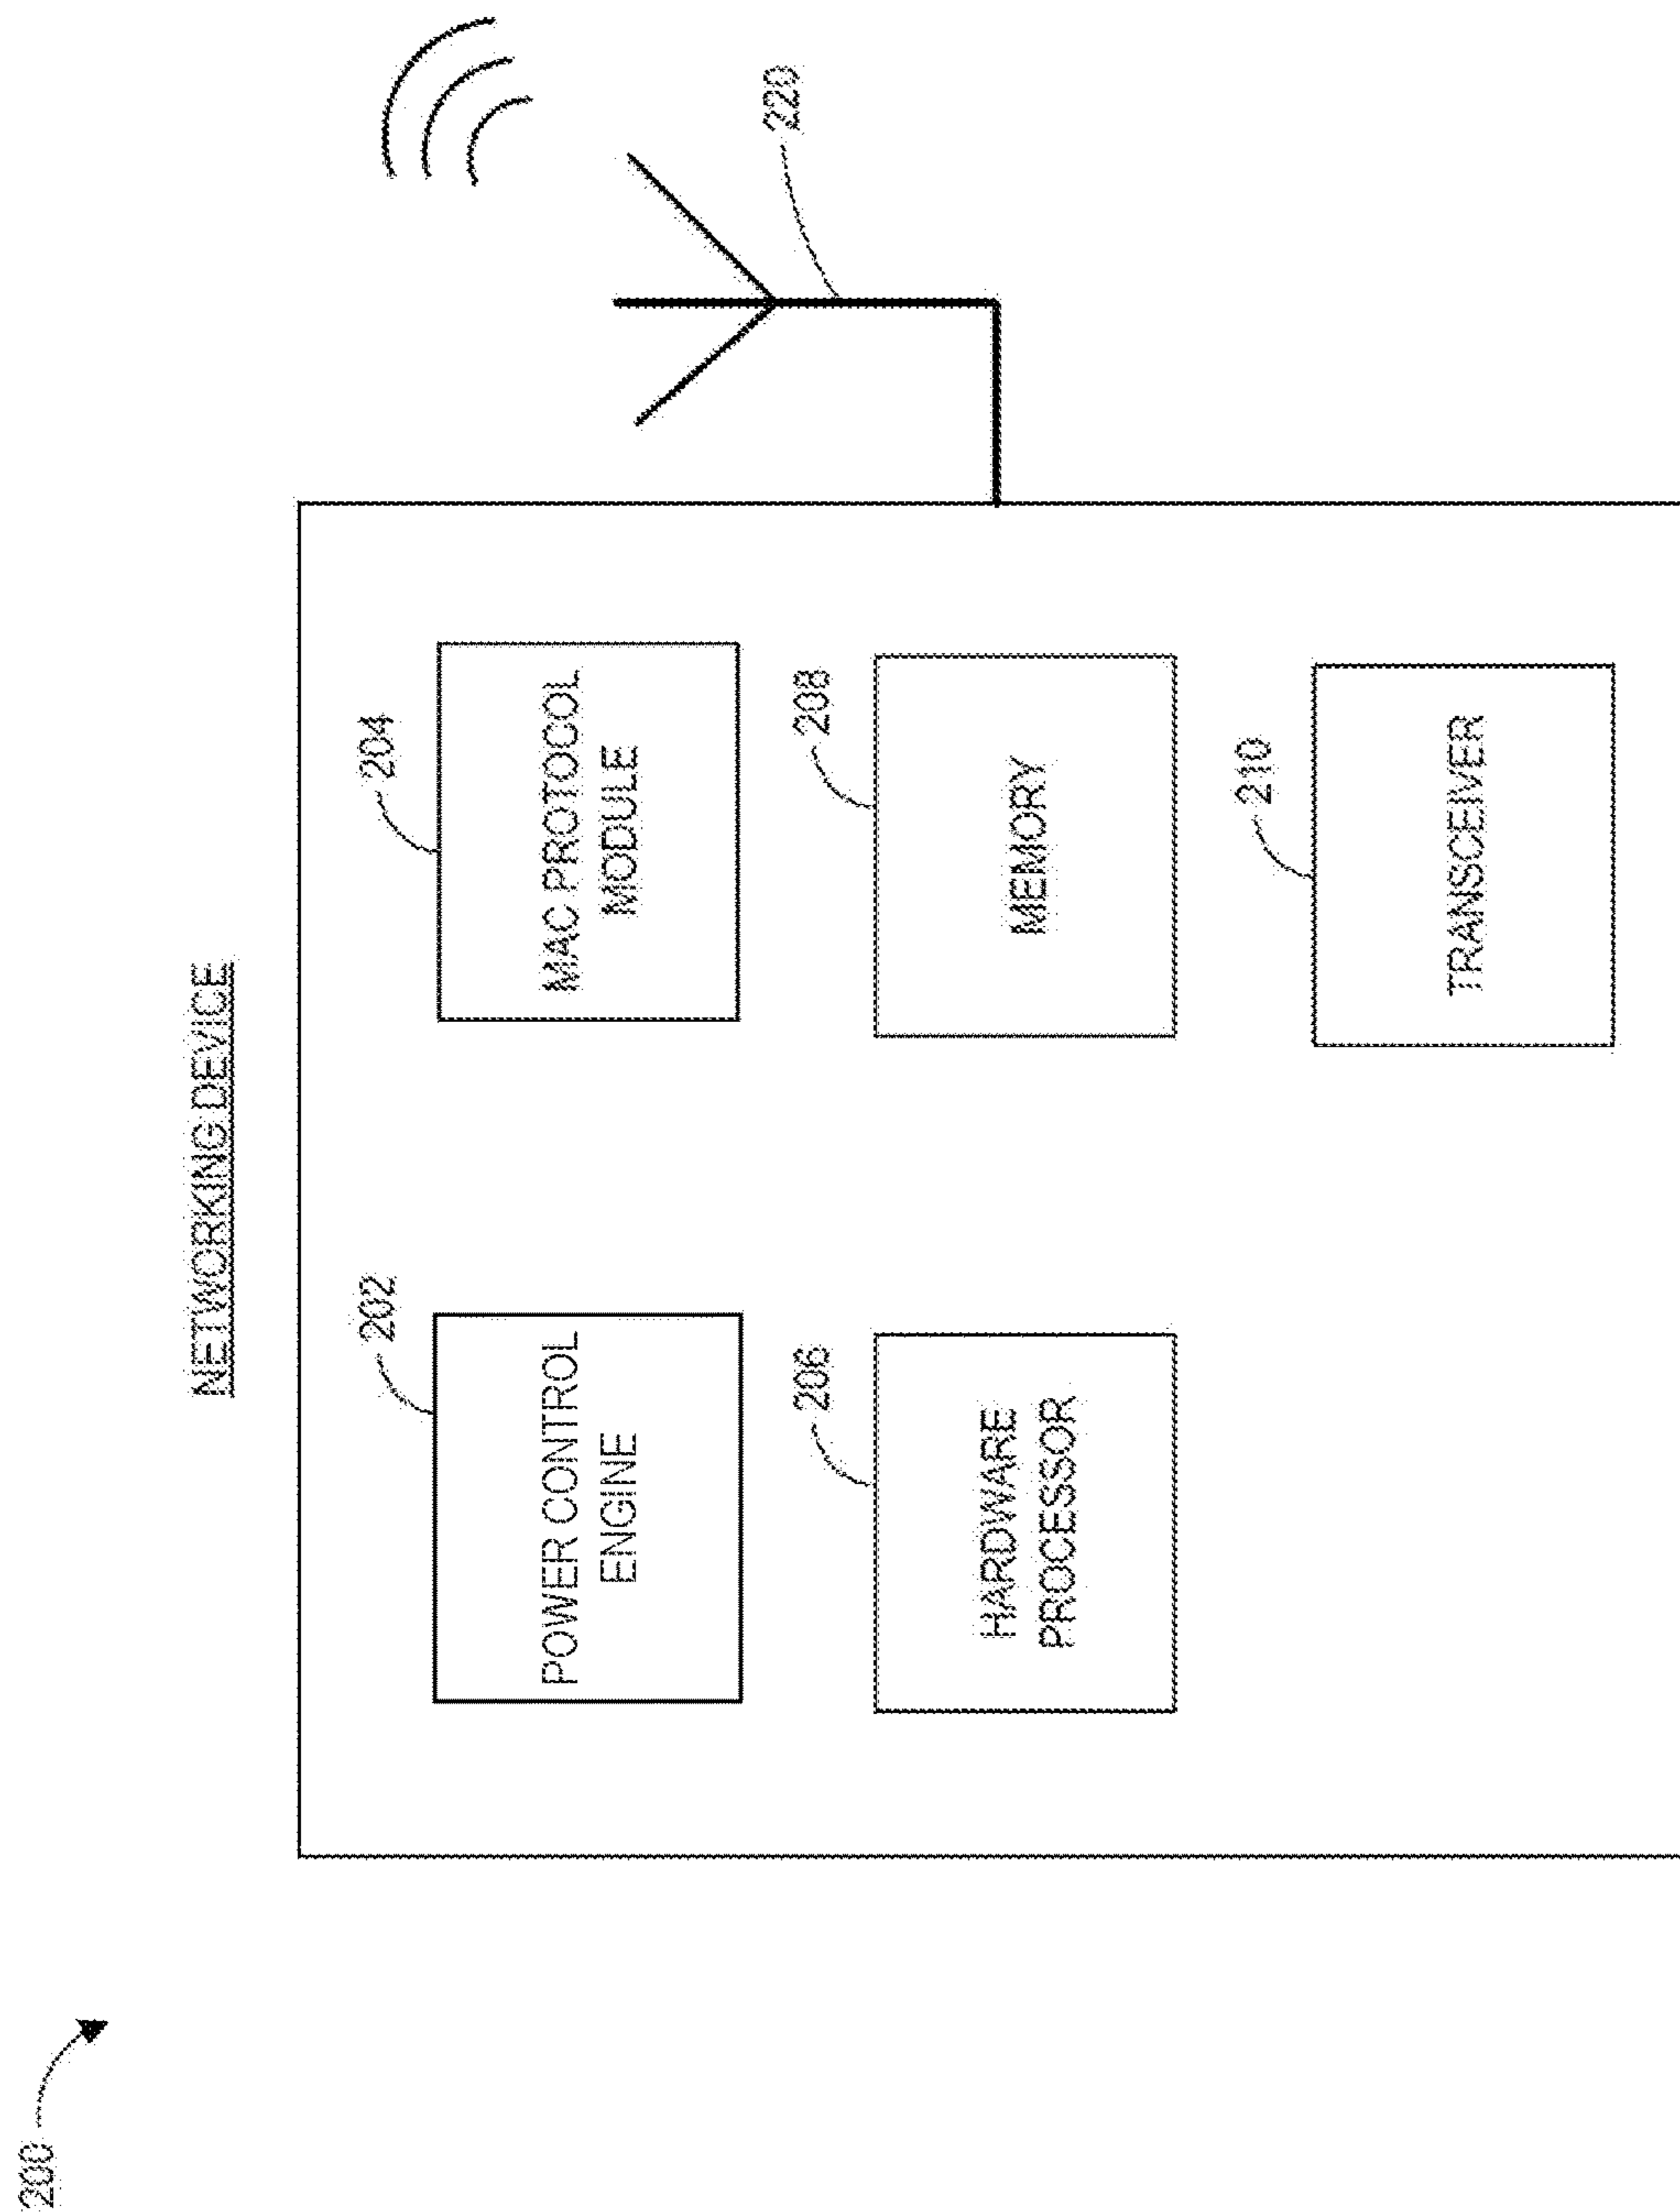 200
NETWORKING DEVICE
202
204
POWER CONTROL
ENGINE
MAC PROTOCOL
MODULE
220
206
208
HARDWARE
PROCESSOR
MEMORY
210
TRANSCEIVER